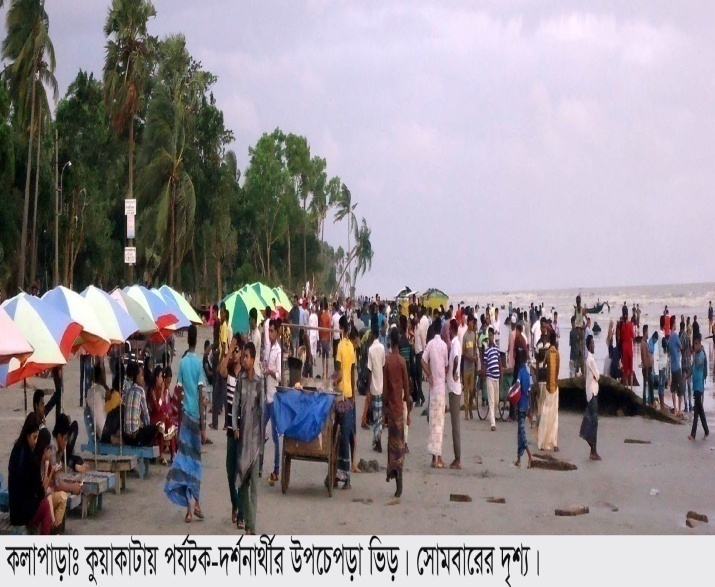 কলাপাড়াঃ কুয়াকাটায় পর্যটক-দর্শনার্থীর উপচেপড়া ভিড়। সোমবারের দৃশ্য।